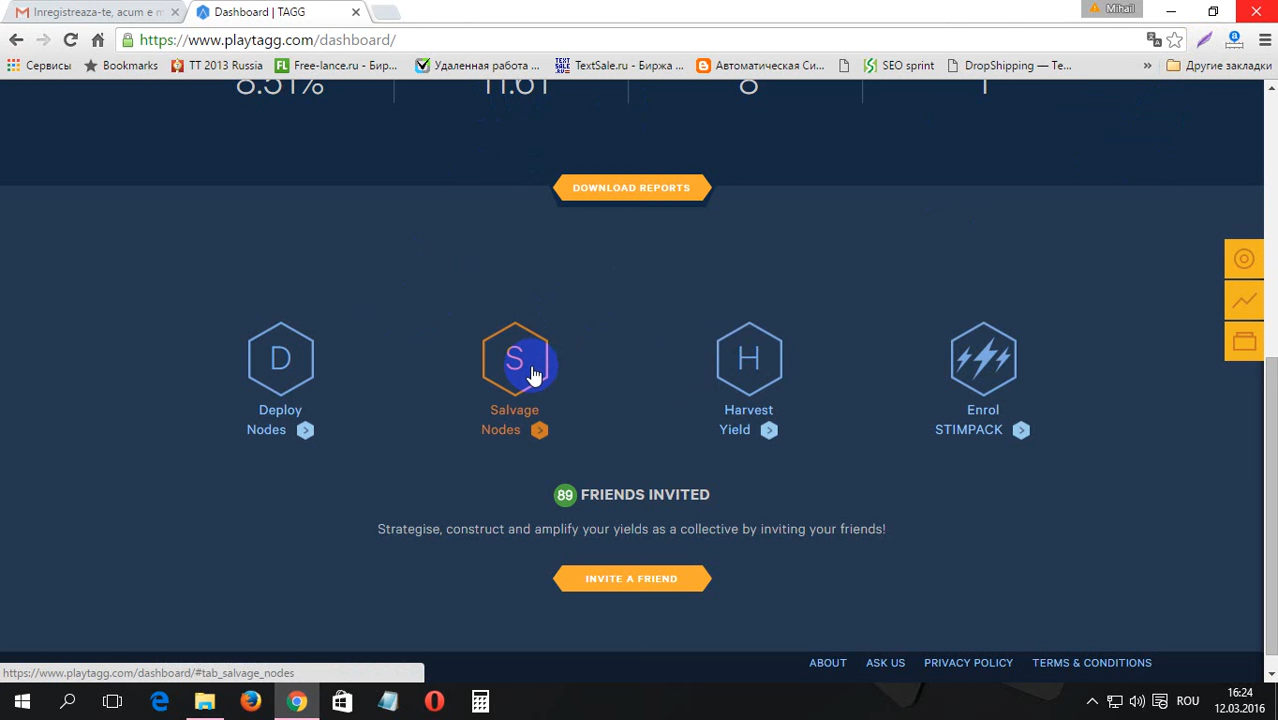 Inregistreaza-te, acum e m
Dashboard | TAGG
Mihail
https://www.playtagg.com/dashboard/
Сервисы
Bookmarks
TT 2013 Russia
Free-lance.ru - Бир...
Удаленная работа ...
TextSale.ru - Биржа ...
Автоматическая Си...
SEO sprint
DropShipping — Te...
Другие закладки
8.51% 11.61 8 1
DOWNLOAD REPORTS
D S H
Deploy Nodes
Salvage Nodes
Harvest Yield
Enrol STIMPACK
89 FRIENDS INVITED
Strategise, construct and amplify your yields as a collective by inviting your friends!
INVITE A FRIEND
ABOUT ASK US PRIVACY POLICY TERMS & CONDITIONS
https://www.playtagg.com/dashboard/#tab_salvage_nodes
ROU
16:24
12.03.2016